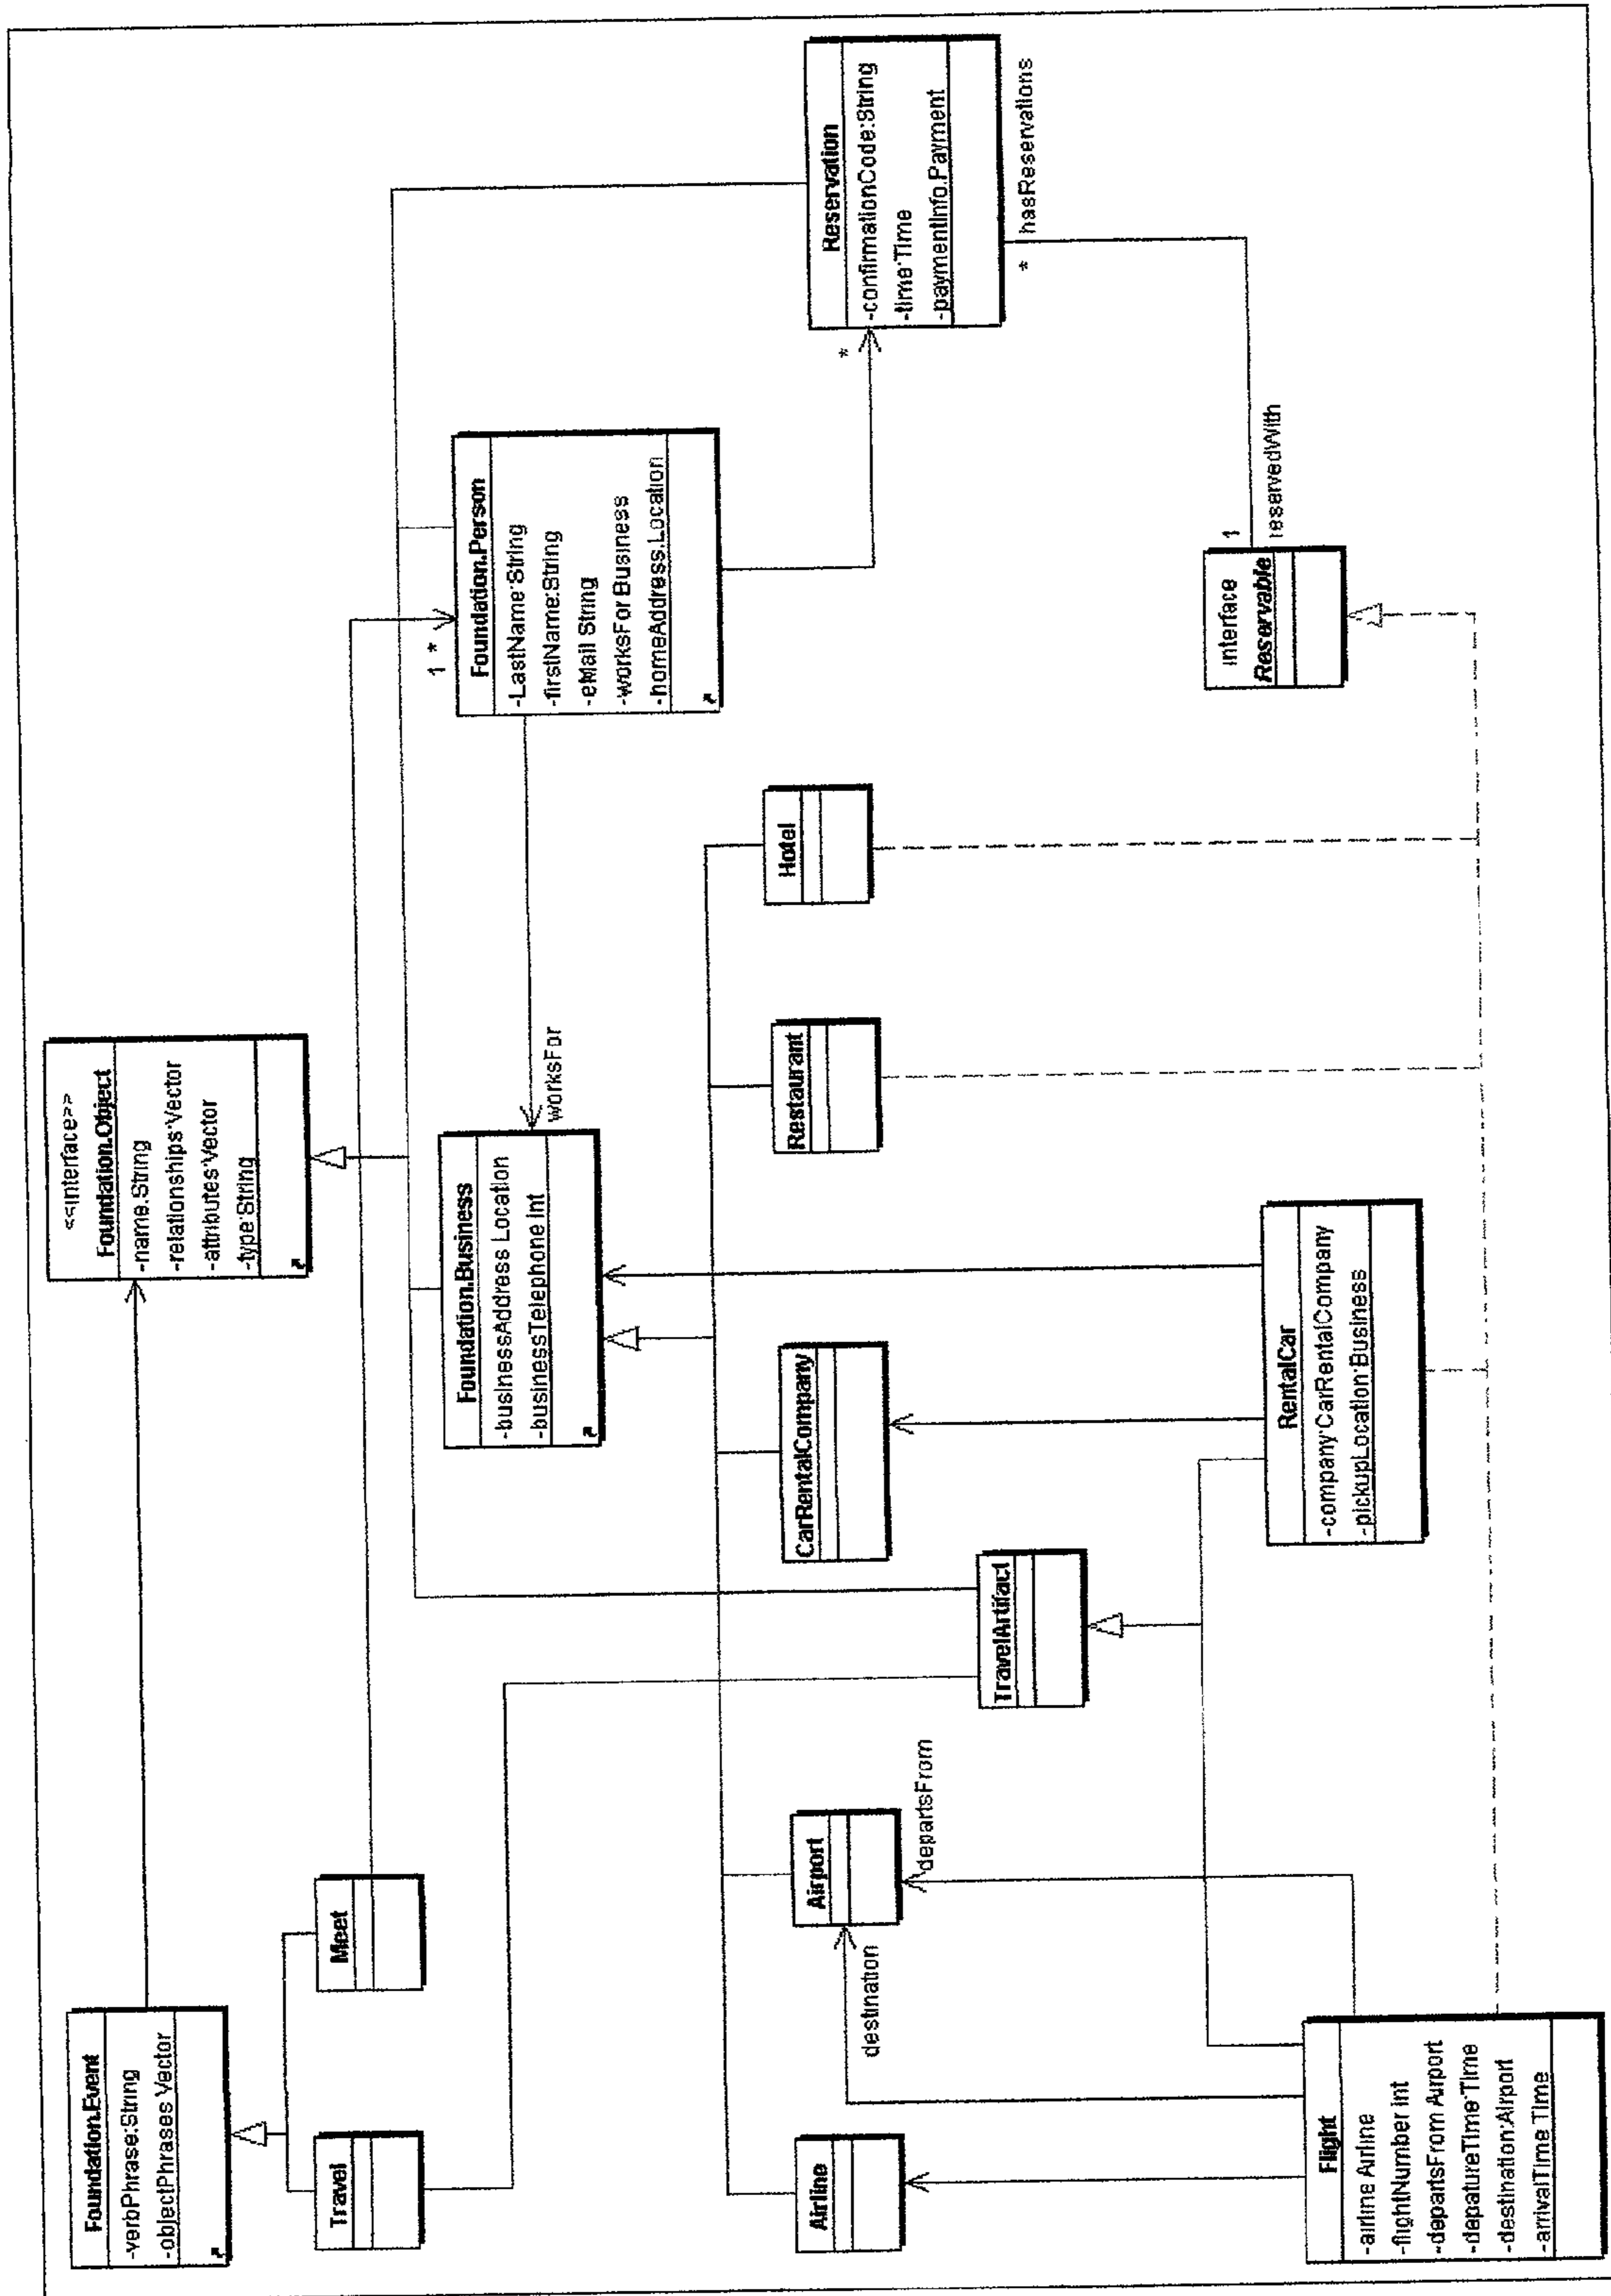 Foundation.Event
-verbPhrase:String
-objectPhrases Vector
<<interface>>
Foundation.Object
-name.String
-relationships:Vector
-attributes:Vector
-type:String
Travel
Meet
1 *
Foundation.Business
-businessAddress Location
-businessTelephone int
worksFor
Foundation.Person
-LastName:String
-firstName:String
-eMail String
-worksFor Business
-homeAddress.Location
Airline
Airport
destination
departsFrom
CarRentalCompany
Restaurant
Hotel
*
Reservation
-confirmationCode:String
-time:Time
-paymentInfo.Payment
* hasReservations
TravelArtifact
Flight
-airline Airline
-flightNumber int
-departsFrom Airport
-depatureTime:Time
-destination:Airport
-arrivalTime Time
RentalCar
-company:CarRentalCompany
-pickupLocation:Business
interface
Reservable
1
reservedWith